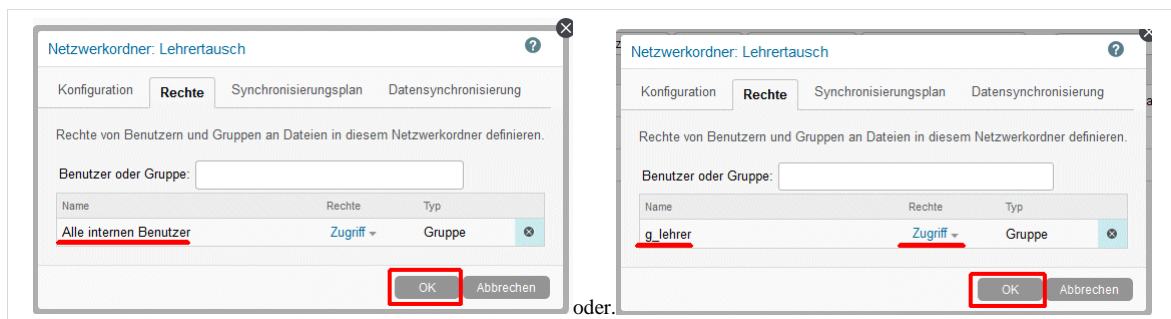 Netzwerkordner: Lehrertausch ?
Konfiguration Rechte Synchronisierungsplan Datensynchronisierung
Rechte von Benutzern und Gruppen an Dateien in diesem Netzwerkordner definieren.
Benutzer oder Gruppe:
Name Rechte Typ
Alle internen Benutzer Zugriff Gruppe
OK Abbrechen
oder.
Netzwerkordner: Lehrertausch ?
Konfiguration Rechte Synchronisierungsplan Datensynchronisierung
Rechte von Benutzern und Gruppen an Dateien in diesem Netzwerkordner definieren.
Benutzer oder Gruppe:
Name Rechte Typ
g_lehrer Zugriff Gruppe
OK Abbrechen